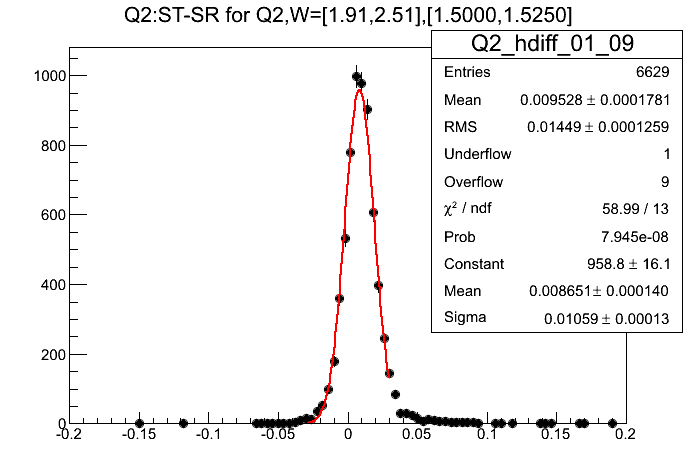 Q2:ST-SR for Q2,W=[1.91,2.51],[1.5000,1.5250]
Q2_hdiff_01_09
Entries 6629
Mean 0.009528 ± 0.0001781
RMS 0.01449 ± 0.0001259
Underflow 1
Overflow 9
χ² / ndf 58.99 / 13
Prob 7.945e-08
Constant 958.8 ± 16.1
Mean 0.008651 ± 0.000140
Sigma 0.01059 ± 0.00013
1000
800
600
400
200
0
-0.2 -0.15 -0.1 -0.05 0 0.05 0.1 0.15 0.2